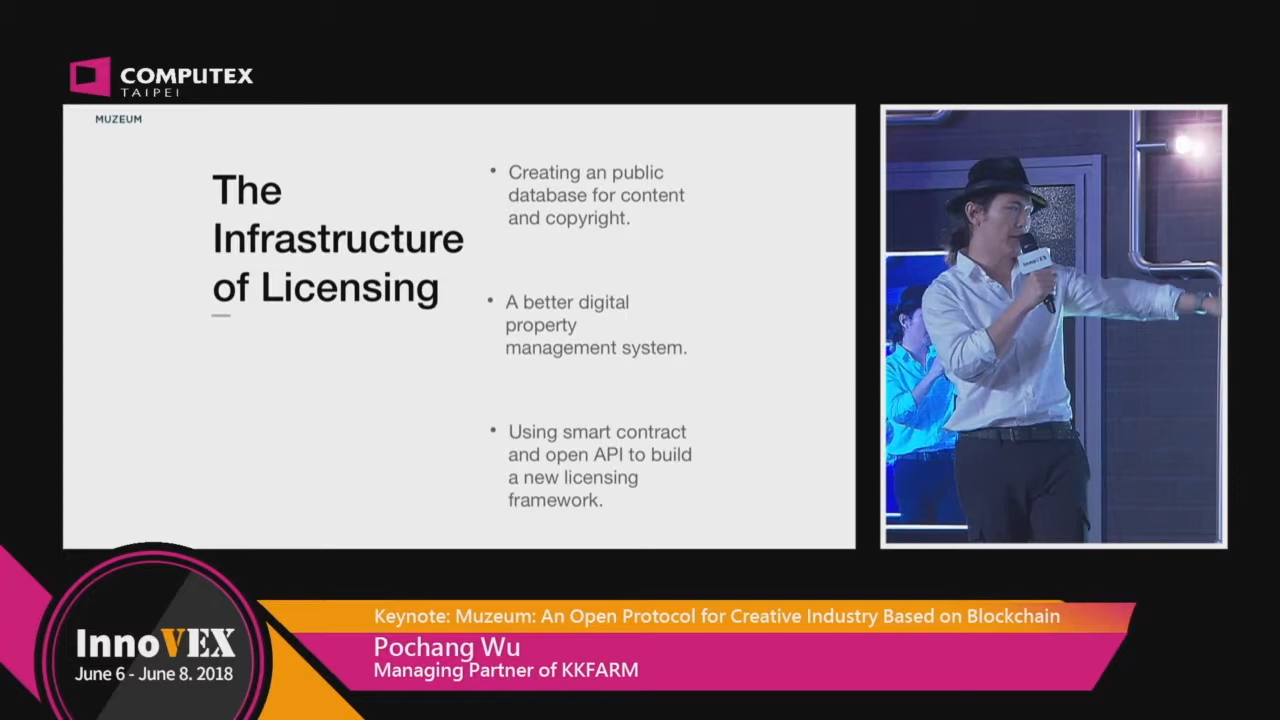 COMPUTEX
TAIPEI
MUZEUM
The
Infrastructure
of Licensing
• Creating an public
database for content
and copyright.
• A better digital
property
management system.
• Using smart contract
and open API to build
a new licensing
framework.
InnoVEX
InnoVEX
June 6 - June 8. 2018
Keynote: Muzeum: An Open Protocol for Creative Industry Based on Blockchain
Pochang Wu
Managing Partner of KKFARM